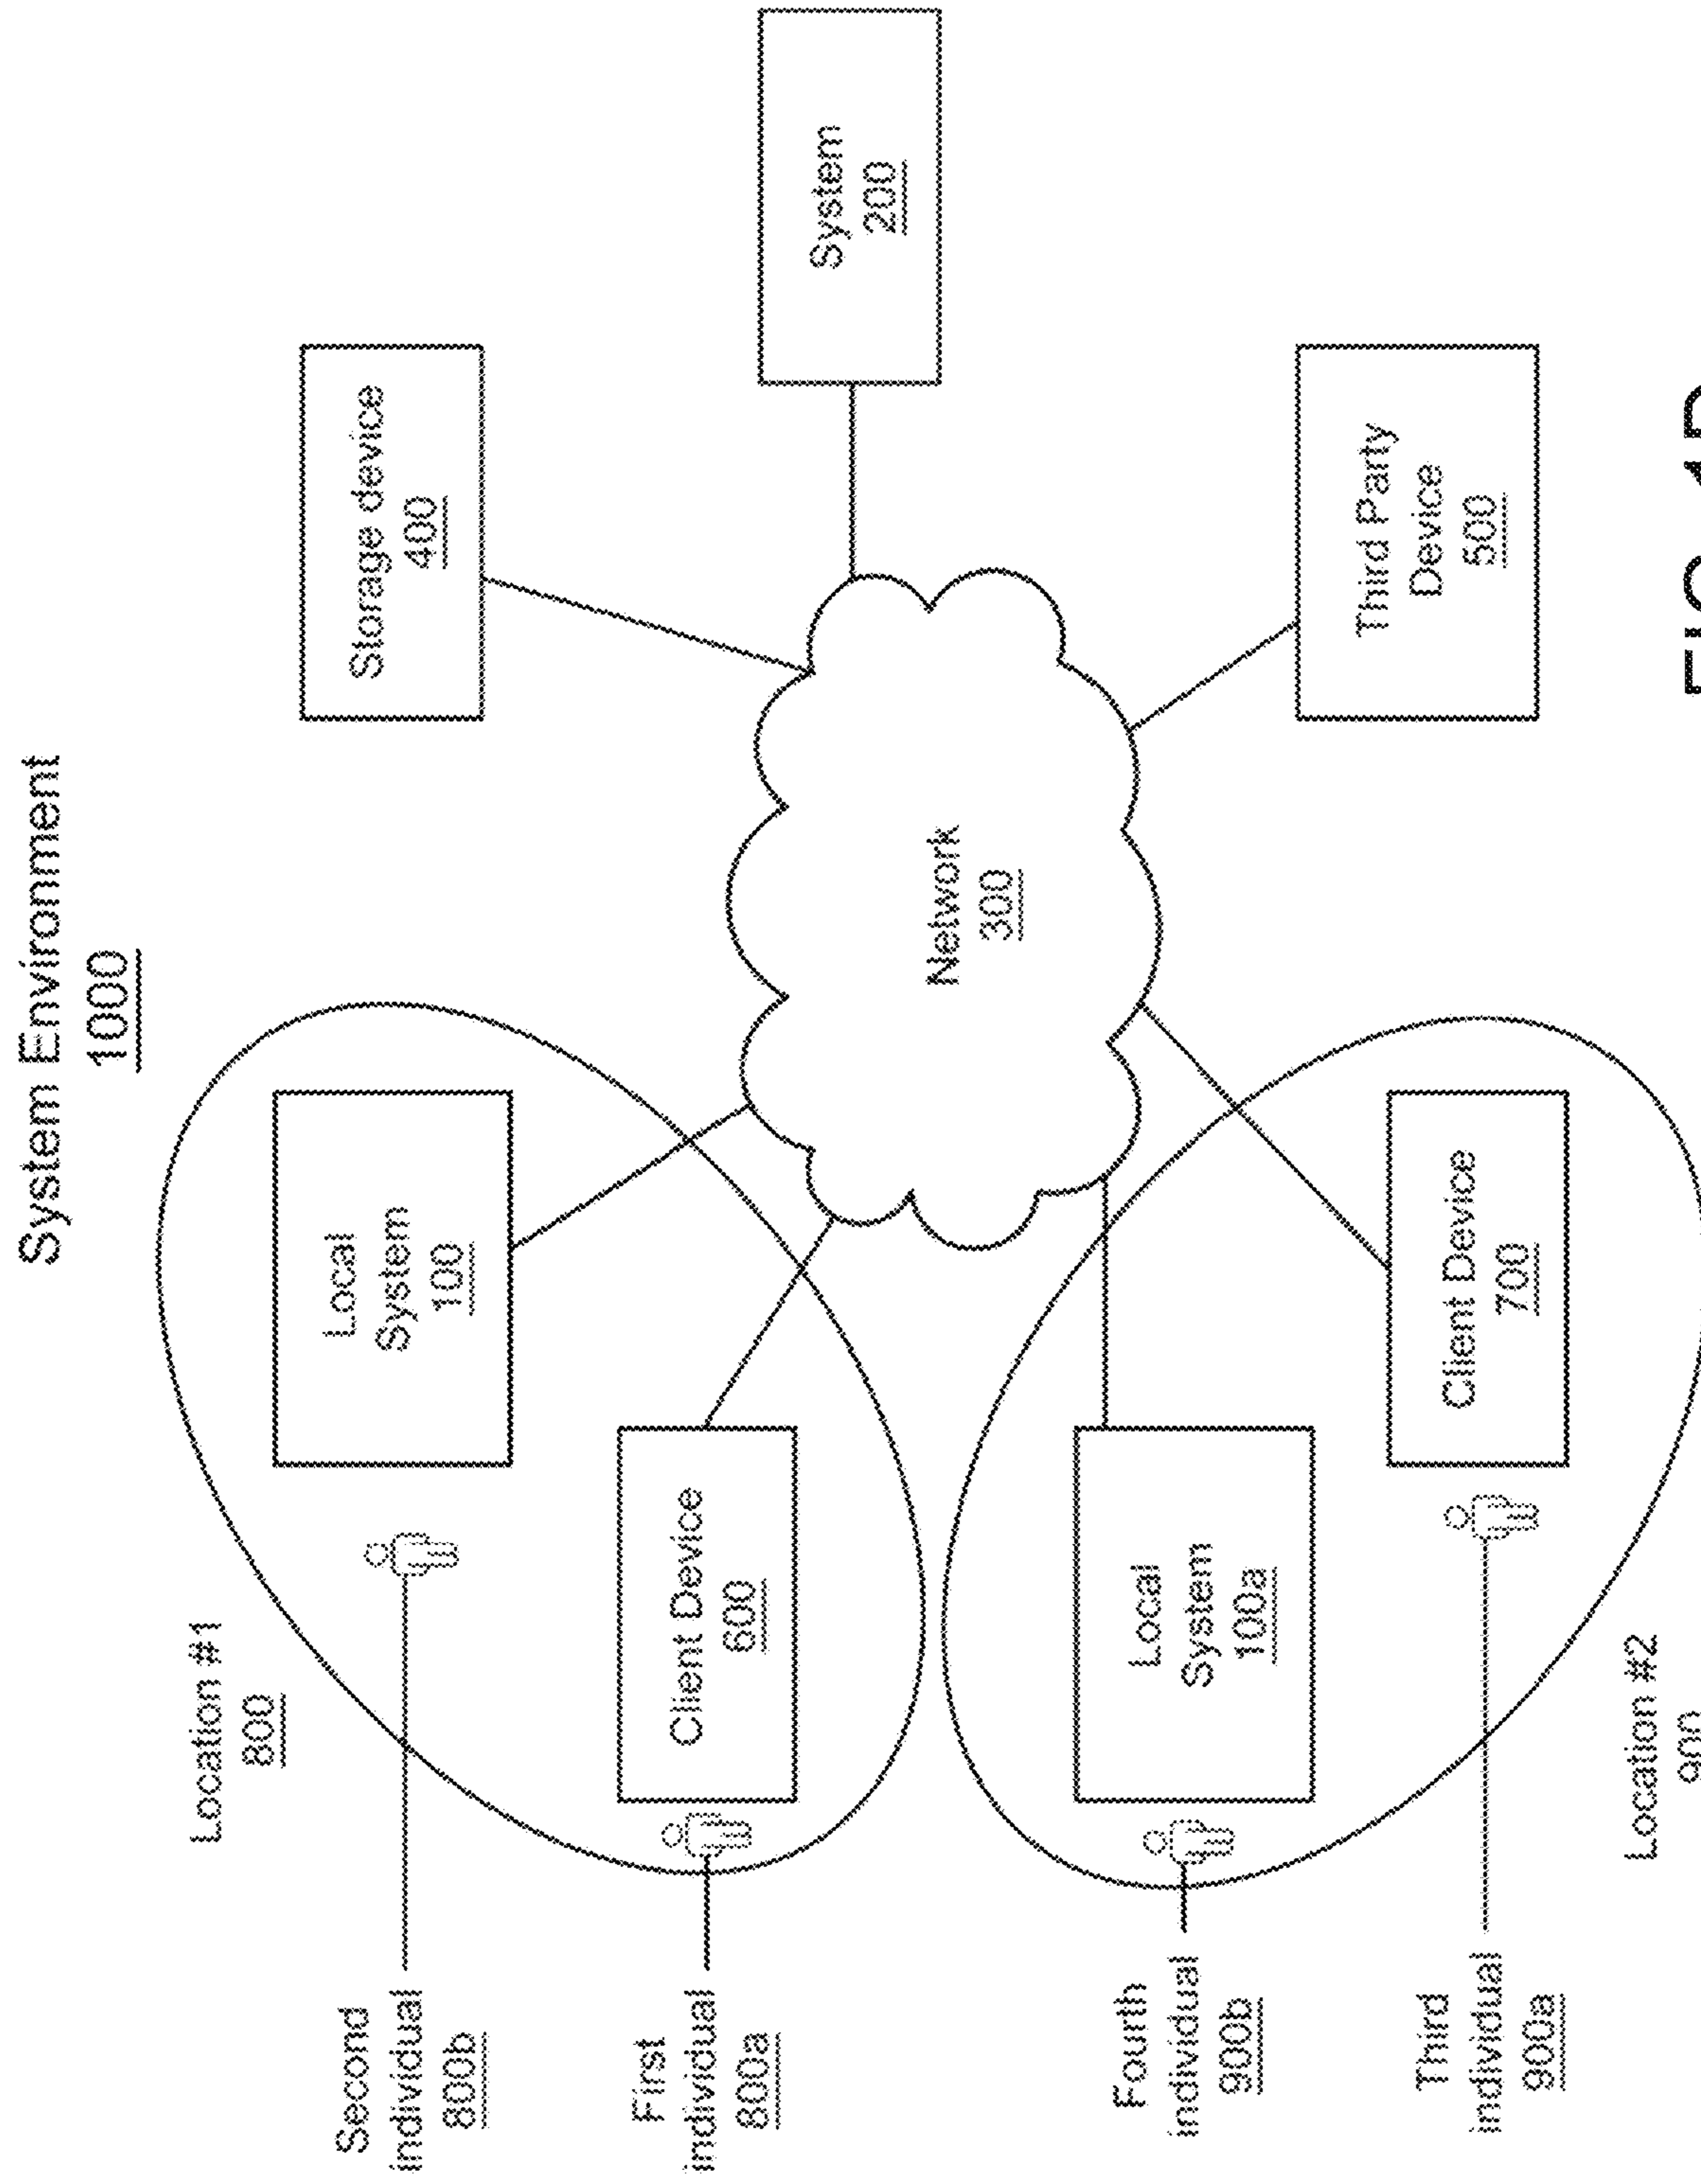 System Environment
1000
Location #1
800
Second
individual
800b
Local
System
100
Storage device
400
First
individual
800a
Client Device
600
System
200
Network
300
Fourth
individual
900b
Local
System
100a
Third Party
Device
500
Third
individual
900a
Client Device
700
Location #2
900